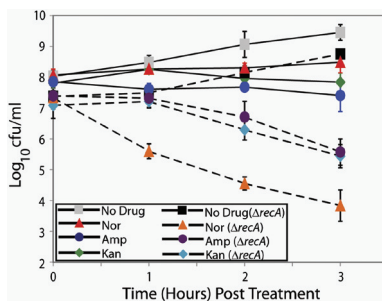 Log10cfu/ml
10
9
8
7
6
5
4
3
2
No Drug
Nor
Amp
Kan
No Drug(ΔrecA)
Nor (ΔrecA)
Amp (ΔrecA)
Kan (ΔrecA)
0
1
2
3
Time (Hours) Post Treatment